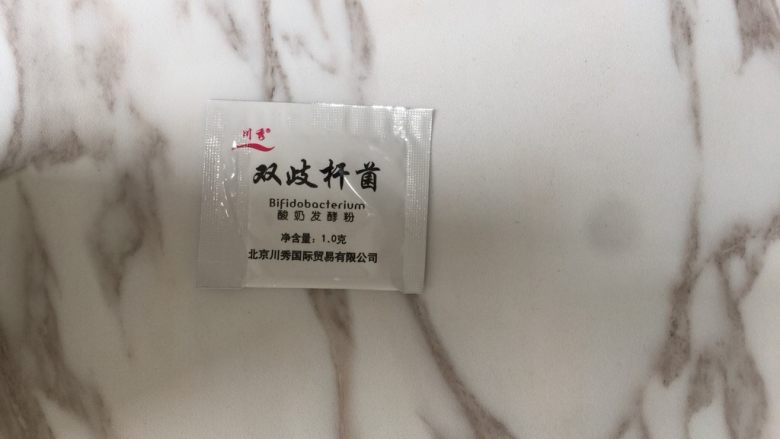 川秀®
双歧杆菌
Bifidobacterium
酸奶发酵粉
净含量：1.0克
北京川秀国际贸易有限公司